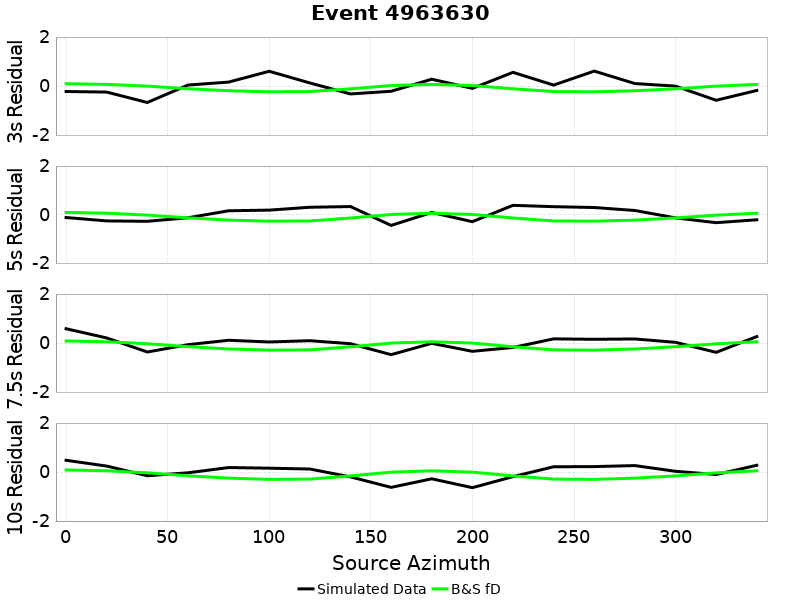 Event 4963630
3s Residual
2
0
-2
5s Residual
2
0
-2
7.5s Residual
2
0
-2
10s Residual
2
0
-2
0 50 100 150 200 250 300
Source Azimuth
Simulated Data B&S fD